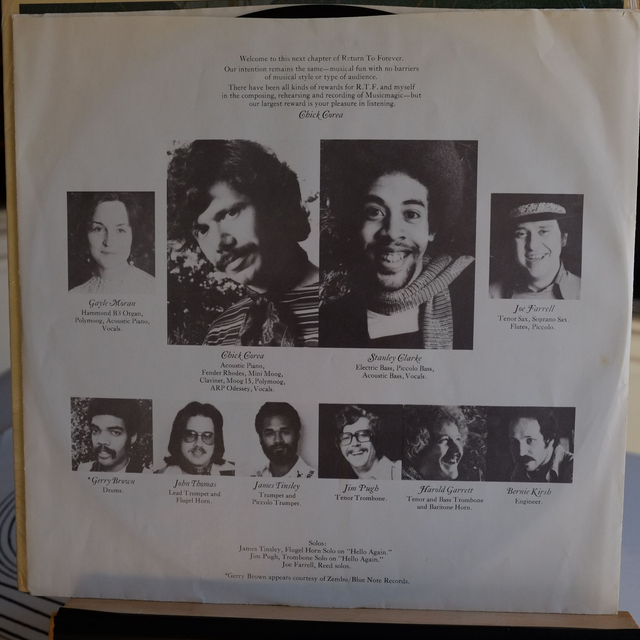 Welcome to this next chapter of Return To Forever.
Our intention remains the same—musical fun with no barriers
of musical style or type of audience.
There have been all kinds of rewards for R.T.F. and myself
in the composing, rehearsing and recording of Musicmagic—but
our largest reward is your pleasure in listening.
Chick Corea
Gayle Moran
Hammond B3 Organ,
Polymoog, Acoustic Piano,
Vocals.
Chick Corea
Acoustic Piano,
Fender Rhodes, Mini Moog,
Clavinet, Moog 15, Polymoog,
ARP Odessey, Vocals.
Stanley Clarke
Electric Bass, Piccolo Bass,
Acoustic Bass, Vocals.
Joe Farrell
Tenor Sax, Soprano Sax
Flutes, Piccolo.
*Gerry Brown
Drums.
John Thomas
Lead Trumpet and
Flugel Horn.
James Tinsley
Trumpet and
Piccolo Trumpet.
Jim Pugh
Tenor Trombone.
Harold Garrett
Tenor and Bass Trombone
and Baritone Horn.
Bernie Kirsh
Engineer.
Solos:
James Tinsley, Flugel Horn Solo on "Hello Again."
Jim Pugh, Trombone Solo on "Hello Again."
Joe Farrell, Reed solos.
*Gerry Brown appears courtesy of Zembu/Blue Note Records.